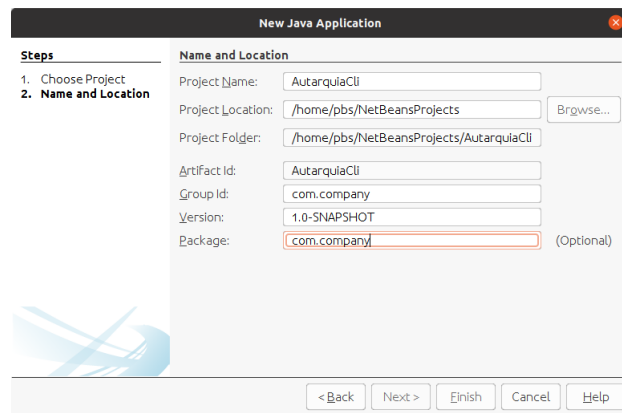 New Java Application
Steps
1. Choose Project
2. Name and Location
Name and Location
Project Name: AutarquiaCli
Project Location: /home/pbs/NetBeansProjects Browse...
Project Folder: /home/pbs/NetBeansProjects/AutarquiaCli
Artifact Id: AutarquiaCli
Group Id: com.company
Version: 1.0-SNAPSHOT
Package: com.company (Optional)
< Back Next > Finish Cancel Help